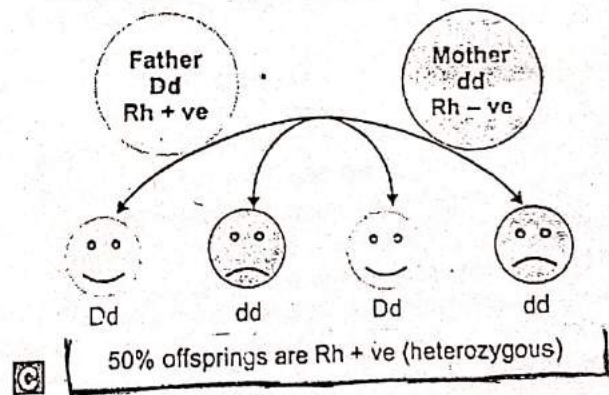 Father
Dd
Rh + ve
Mother
dd
Rh – ve
Dd
dd
Dd
dd
50% offsprings are Rh + ve (heterozygous)
C